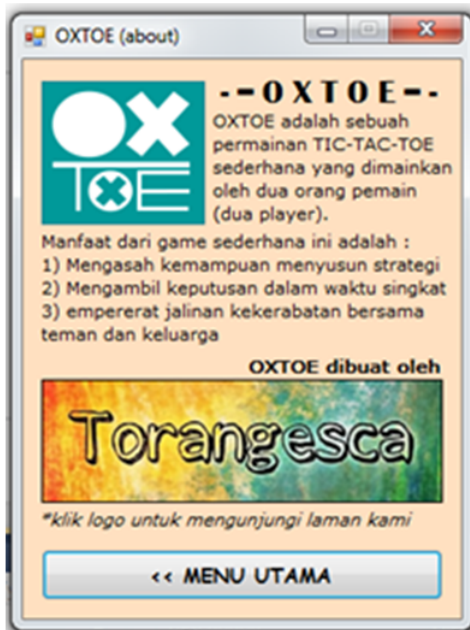 OXTOE (about)
OX
TOE
-=OXTOE=-
OXTOE adalah sebuah
permainan TIC-TAC-TOE
sederhana yang dimainkan
oleh dua orang pemain
(dua player).
Manfaat dari game sederhana ini adalah :
1) Mengasah kemampuan menyusun strategi
2) Mengambil keputusan dalam waktu singkat
3) empererat jalinan kekerabatan bersama
teman dan keluarga
OXTOE dibuat oleh
Torangesca
*klik logo untuk mengunjungi laman kami
<< MENU UTAMA